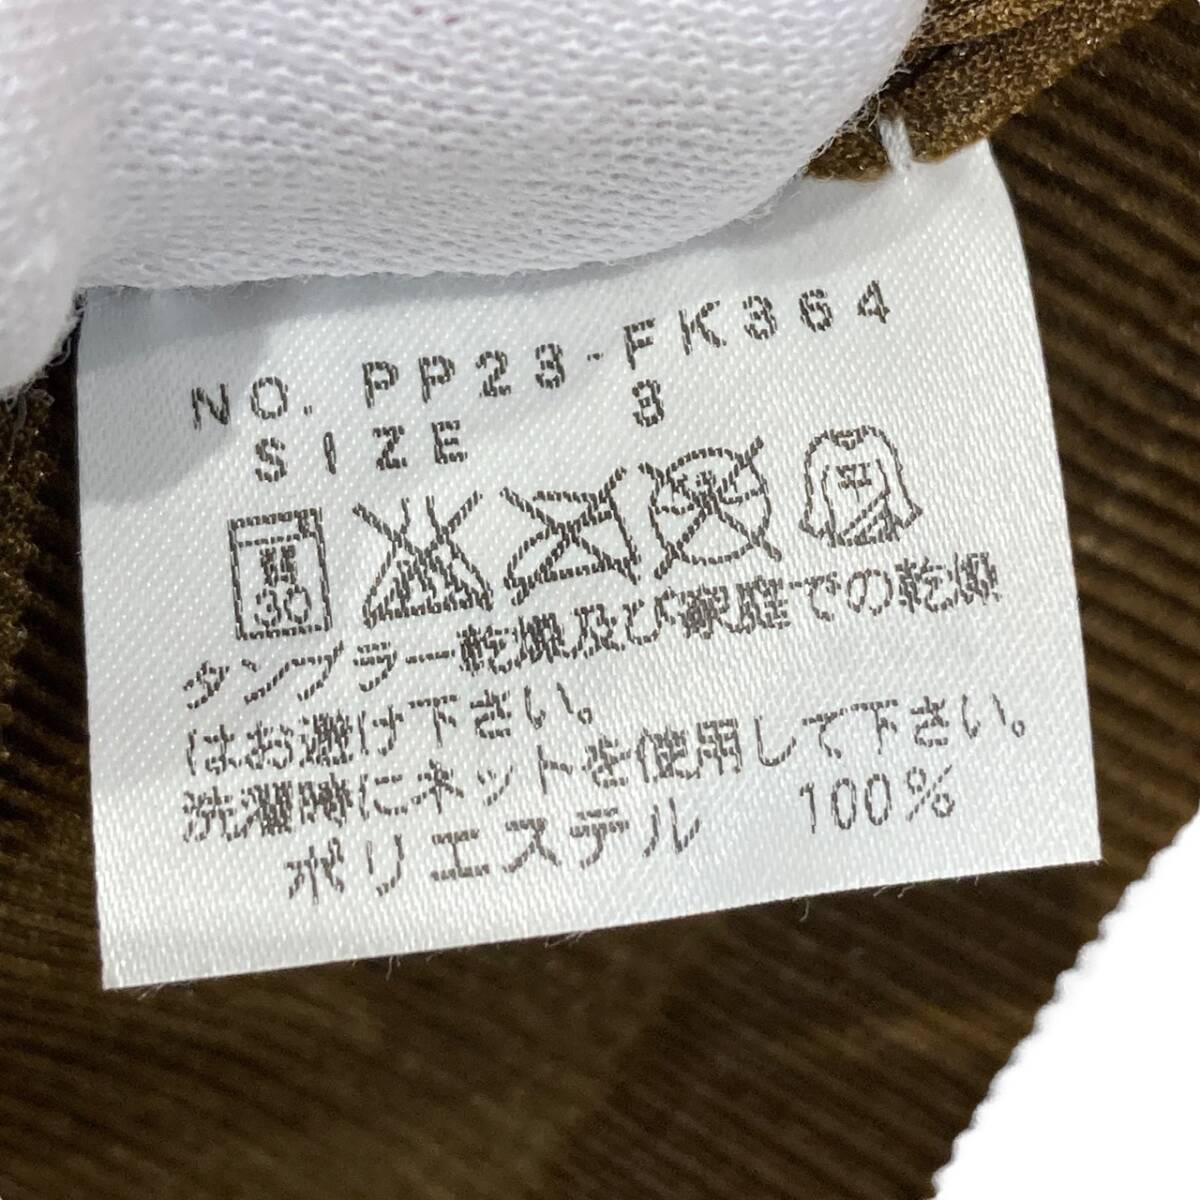 NO. PP23-FK364
SIZE 3
30
タンブラー乾燥及び家庭での乾燥
はお避け下さい。
洗濯時にネットを使用して下さい。
ポリエステル 100%